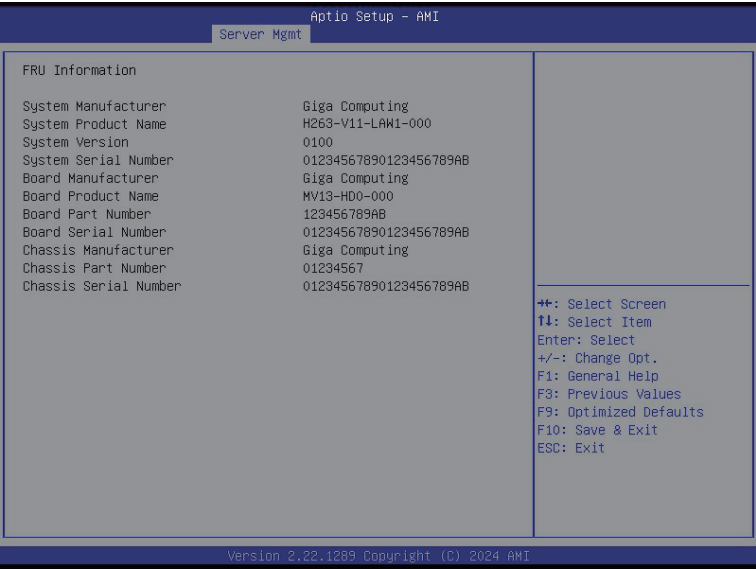 Aptio Setup – AMI
Server Mgmt
FRU Information
System Manufacturer Giga Computing
System Product Name H263-V11-LAW1-000
System Version 0100
System Serial Number 01234567890123456789AB
Board Manufacturer Giga Computing
Board Product Name MV13-HD0-000
Board Part Number 123456789AB
Board Serial Number 01234567890123456789AB
Chassis Manufacturer Giga Computing
Chassis Part Number 01234567
Chassis Serial Number 01234567890123456789AB
→←: Select Screen
↑↓: Select Item
Enter: Select
+/-: Change Opt.
F1: General Help
F3: Previous Values
F9: Optimized Defaults
F10: Save & Exit
ESC: Exit
Version 2.22.1289 Copyright (C) 2024 AMI